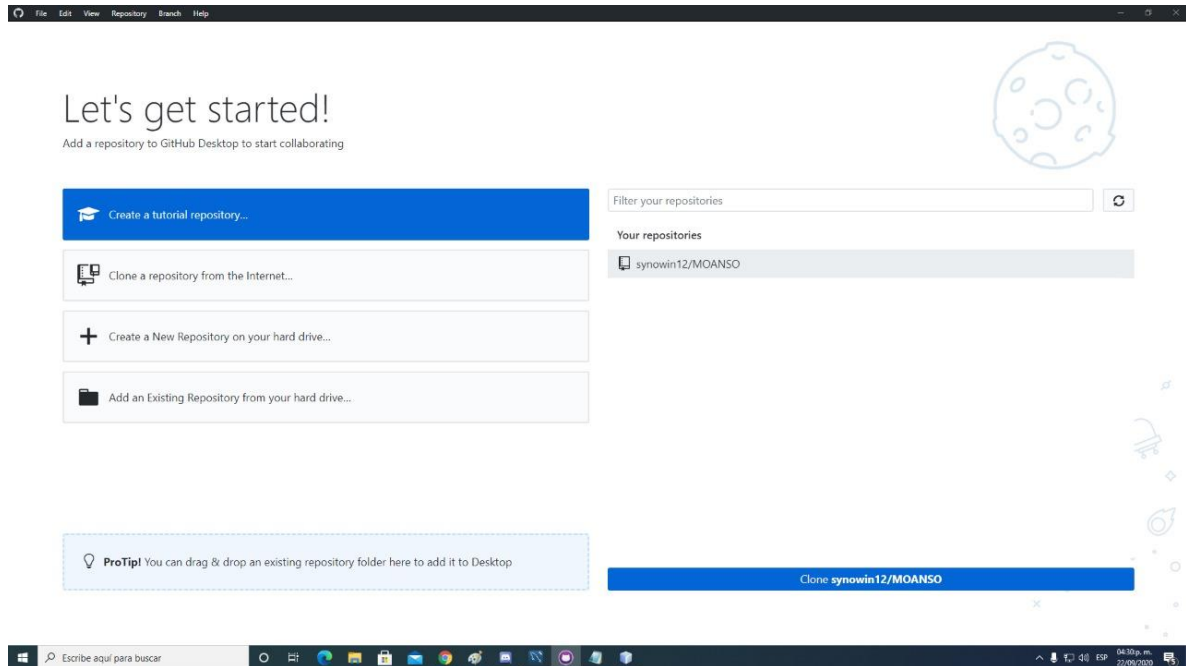 File Edit View Repository Branch Help
Let's get started!
Add a repository to GitHub Desktop to start collaborating
Create a tutorial repository...
Clone a repository from the Internet...
Create a New Repository on your hard drive...
Add an Existing Repository from your hard drive...
ProTip! You can drag & drop an existing repository folder here to add it to Desktop
Filter your repositories
Your repositories
synowin12/MOANSO
Clone synowin12/MOANSO
Escribe aquí para buscar
ESP
04:30 p. m.
22/09/2020